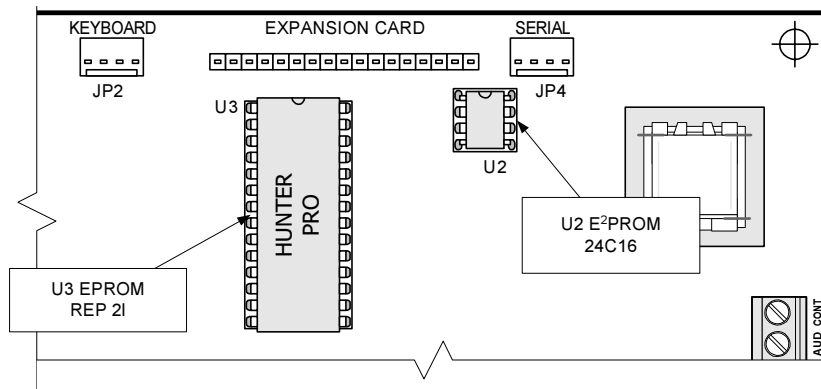 KEYBOARD
EXPANSION CARD
SERIAL
JP2
JP4
U3
U2
HUNTER
PRO
U2 E²PROM
24C16
U3 EPROM
REP 2I
AUD CONT